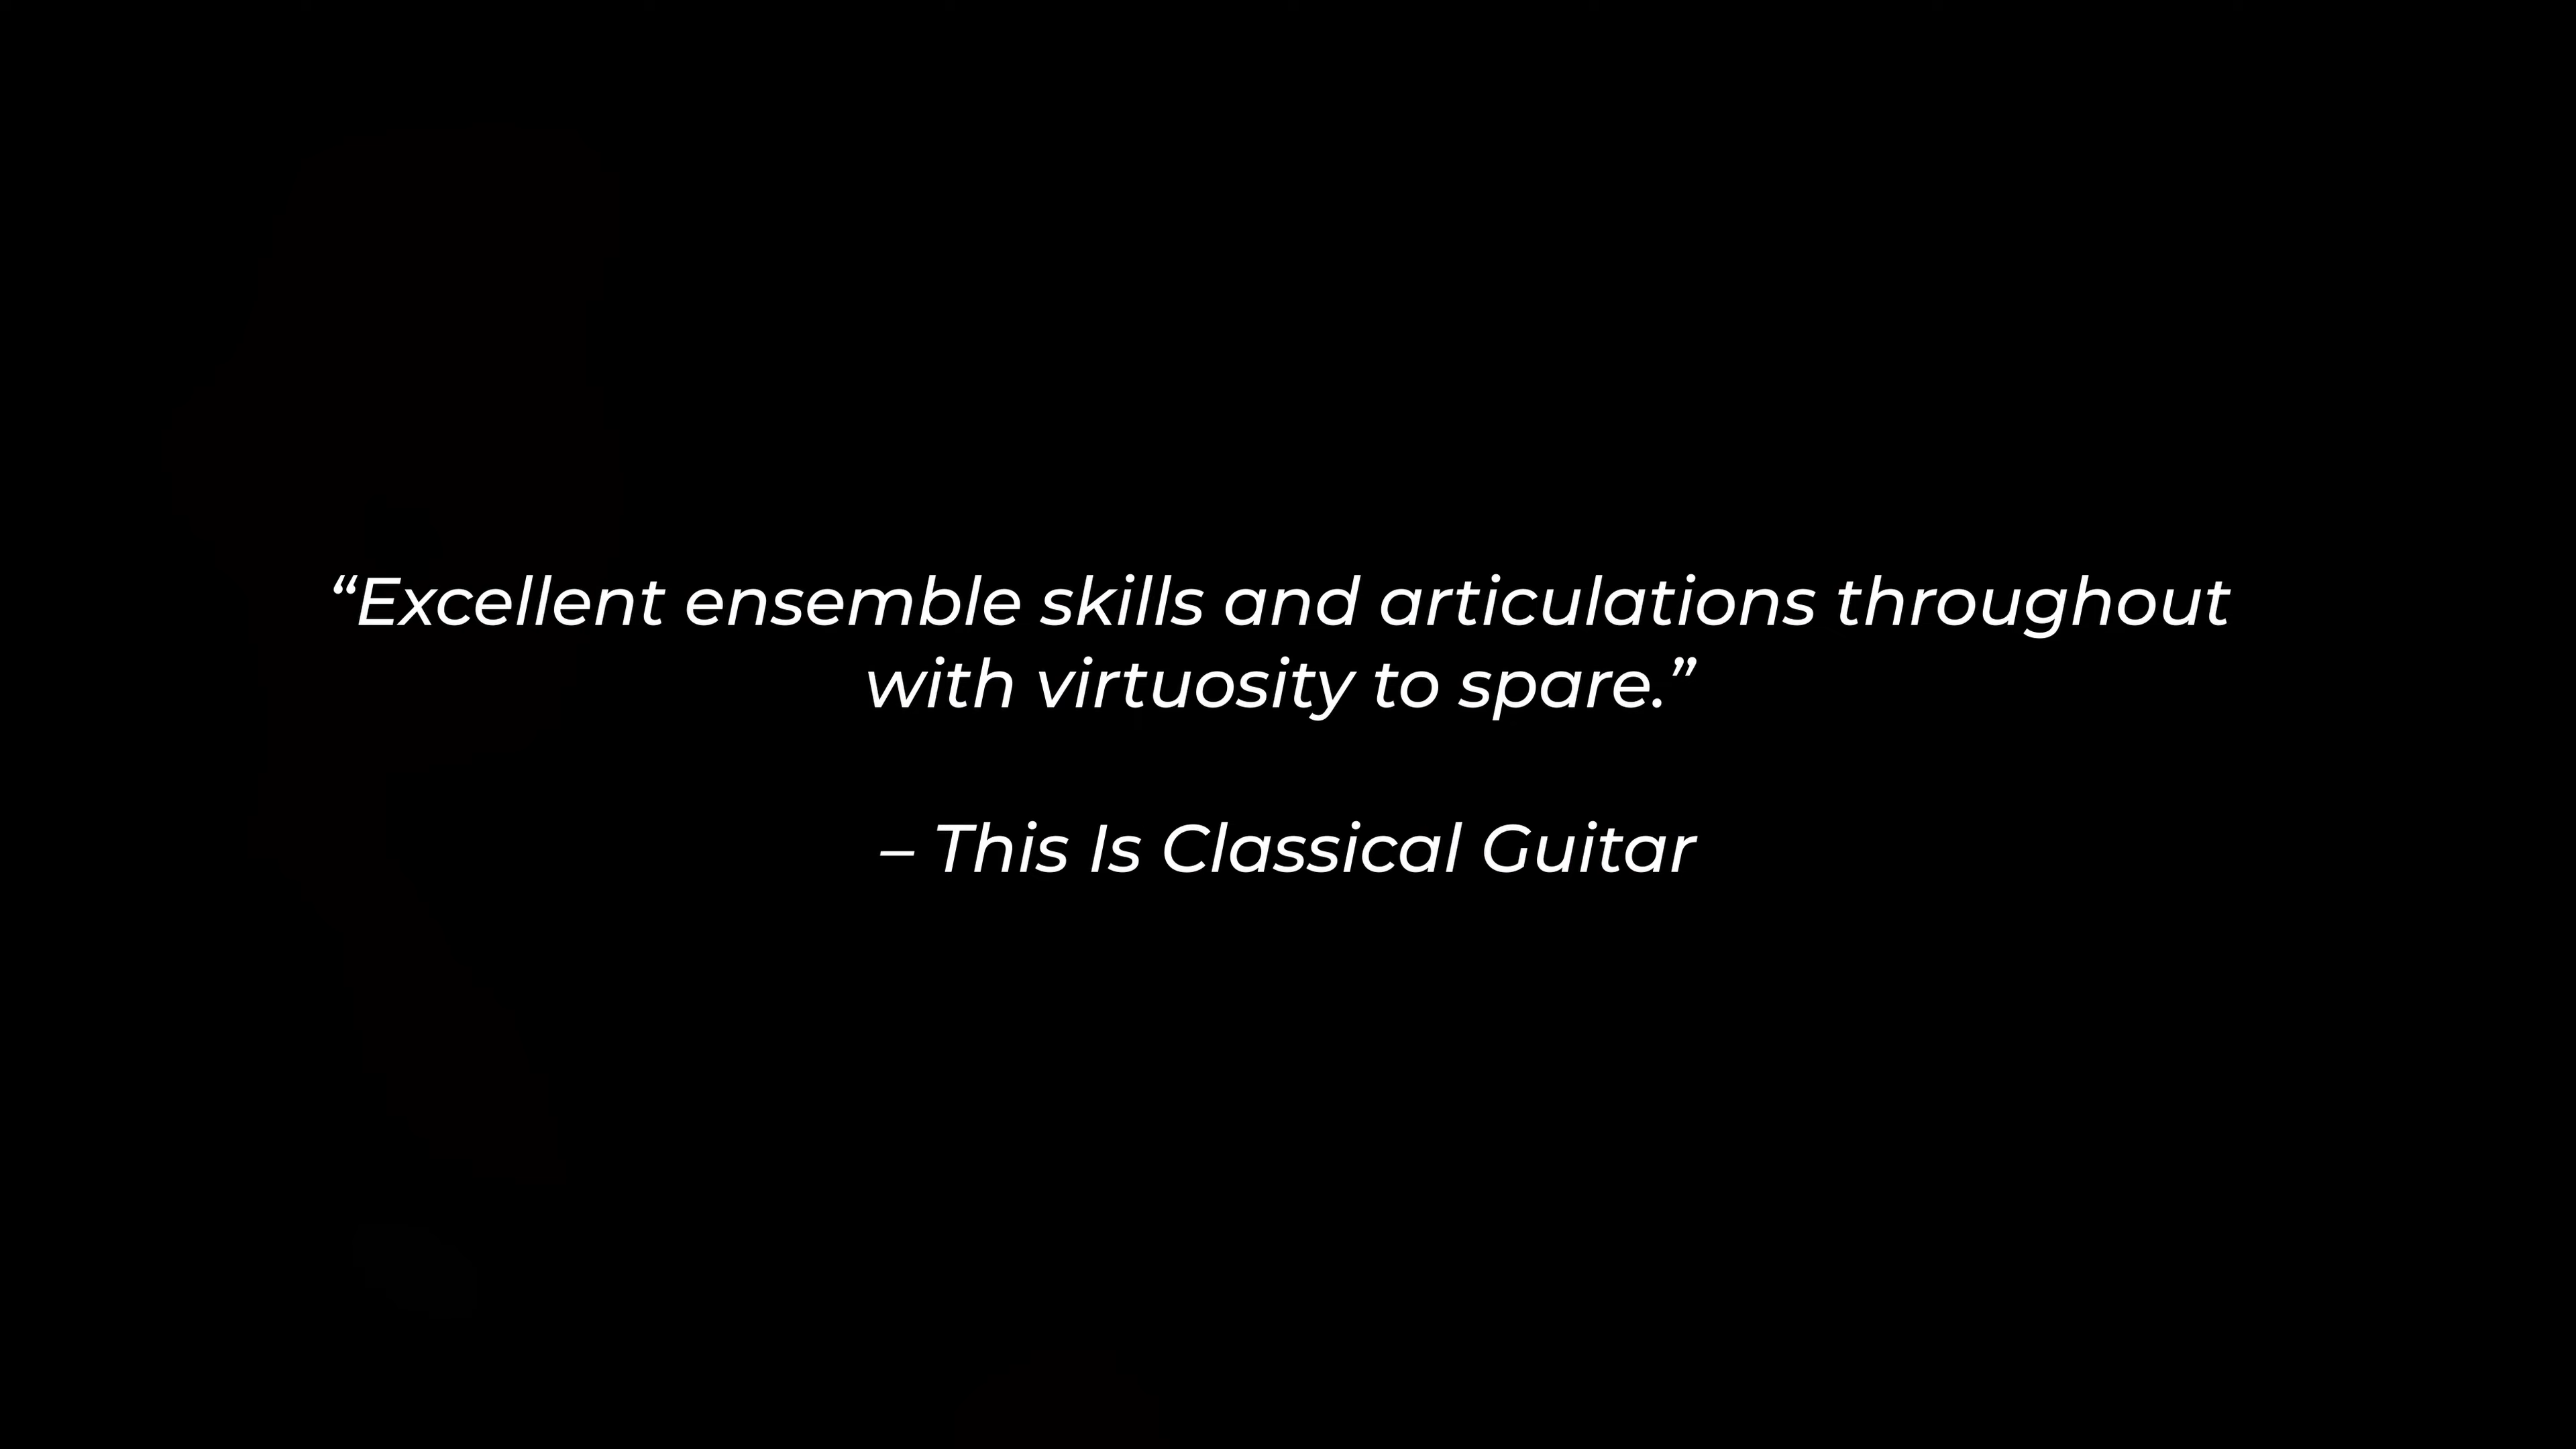 “Excellent ensemble skills and articulations throughout
with virtuosity to spare.”
– This Is Classical Guitar